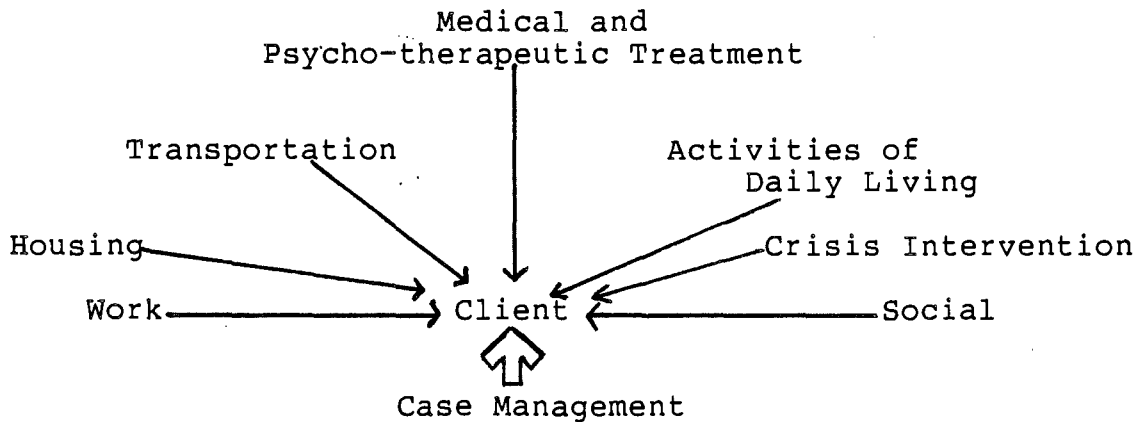 Medical and
Psycho-therapeutic Treatment
Transportation
Activities of
Daily Living
Housing
Crisis Intervention
Work
Client
Social
Case Management